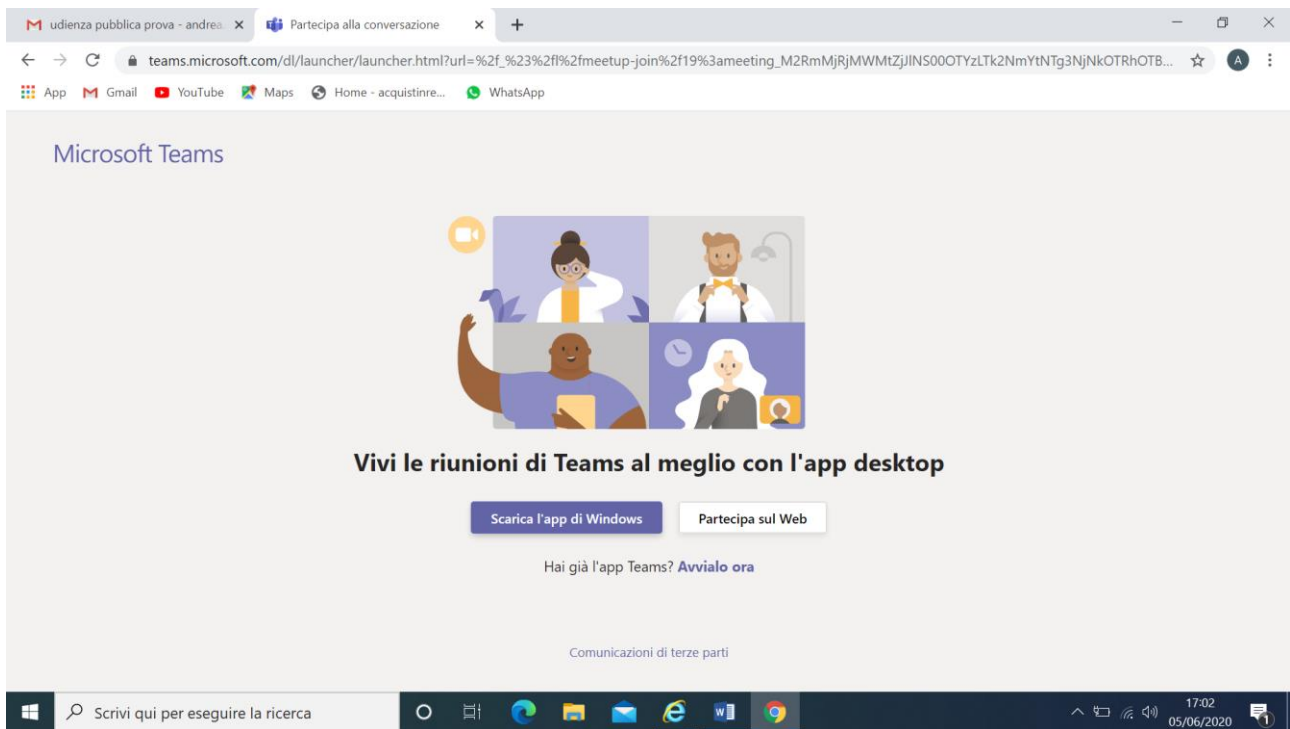 udienza pubblica prova - andrea.
Partecipa alla conversazione
teams.microsoft.com/dl/launcher/launcher.html?url=%2f_%23%2fl%2fmeetup-join%2f19%3ameeting_M2RmMjRjMWMtZjJlNS00OTYzLTk2NmYtNTg3NjNkOTRhOTB...
A
App
Gmail
YouTube
Maps
Home - acquistinre...
WhatsApp
Microsoft Teams
Vivi le riunioni di Teams al meglio con l'app desktop
Scarica l'app di Windows
Partecipa sul Web
Hai già l'app Teams? Avvialo ora
Comunicazioni di terze parti
Scrivi qui per eseguire la ricerca
17:02
05/06/2020
1